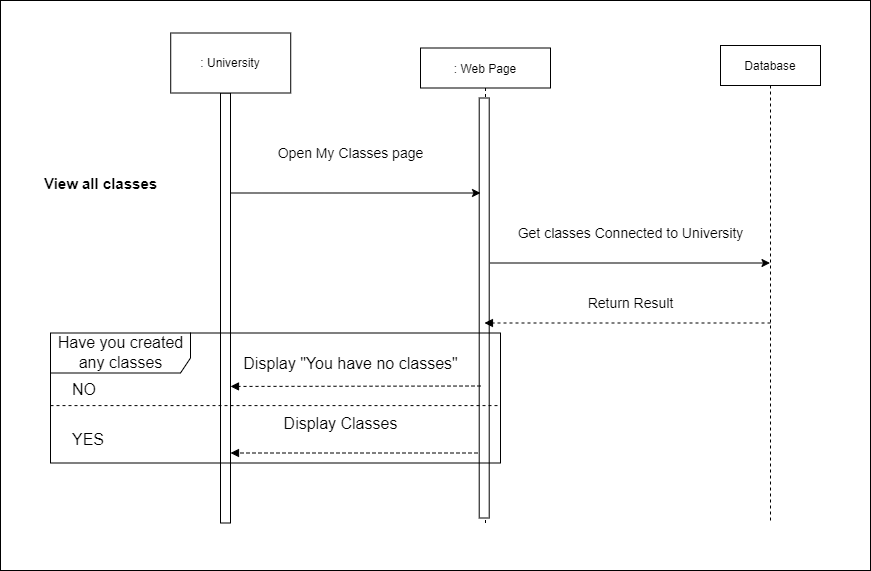 : University
: Web Page
Database
Open My Classes page
View all classes
Get classes Connected to University
Return Result
Have you created
any classes
Display "You have no classes"
NO
Display Classes
YES